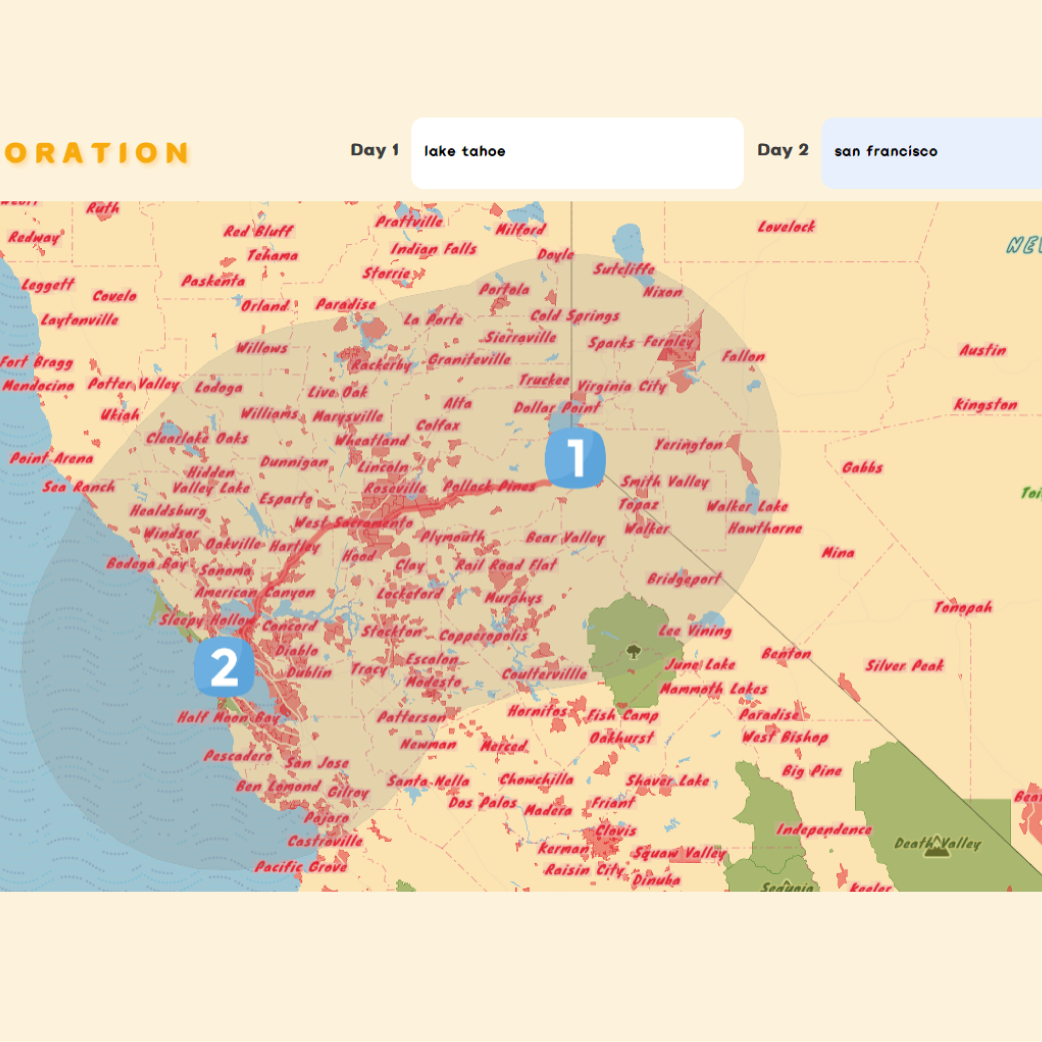 ORATION
Day 1
lake tahoe
Day 2
san francisco
Ruth
Prattville
Milford
Lovelock
Redway
Red Bluff
Tehama
Indian Falls
Doyle
NEV
Leggett
Covelo
Paskenta
Storrie
Sutcliffe
Laytonville
Orland
Paradise
Portola
Nixon
La Porte
Cold Springs
Fort Bragg
Willows
Sierraville
Sparks
Fernley
Fallon
Austin
Mendocino
Potter Valley
Lodoga
Rackerby
Graniteville
Truckee
Virginia City
Kingston
Ukiah
Williams
Live Oak
Marysville
Alta
Dollar Point
Clearlake Oaks
Wheatland
Colfax
Yerington
Point Arena
Hidden
Valley Lake
Dunnigan
Lincoln
1
Gabbs
Sea Ranch
Esparto
Roseville
Pollock Pines
Smith Valley
Toi
Healdsburg
West Sacramento
Topaz
Walker Lake
Windsor
Oakville
Hartley
Plymouth
Bear Valley
Walker
Hawthorne
Bodega Bay
Sonoma
Hood
Clay
Rail Road Flat
Mina
American Canyon
Lockeford
Murphys
Bridgeport
Tonopah
Sleepy Hollow
Concord
Stockton
Copperopolis
Lee Vining
2
Diablo
Dublin
Tracy
Escalon
Modesto
Coulterville
June Lake
Benton
Silver Peak
Half Moon Bay
Patterson
Hornitos
Fish Camp
Mammoth Lakes
Paradise
Pescadero
San Jose
Newman
Merced
Oakhurst
West Bishop
Ben Lomond
Gilroy
Santa Nella
Chowchilla
Shaver Lake
Big Pine
Pajaro
Dos Palos
Madera
Friant
Beat
Castroville
Clovis
Independence
Death Valley
Pacific Grove
Kerman
Squaw Valley
Raisin City
Dinuba
Sequoia
Keeler